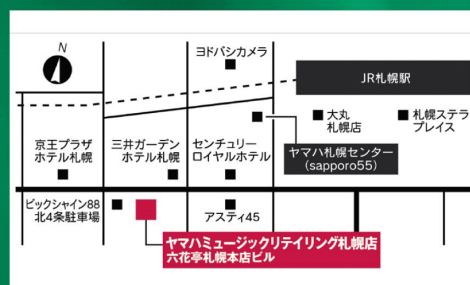 N
ヨドバシカメラ
JR札幌駅
大丸
札幌店
札幌ステラ
プレイス
京王プラザ
ホテル札幌
三井ガーデン
ホテル札幌
センチュリー
ロイヤルホテル
ヤマハ札幌センター
(sapporo55)
ビックシャイン88
北4条駐車場
アスティ45
ヤマハミュージックリテイリング札幌店
六花亭札幌本店ビル